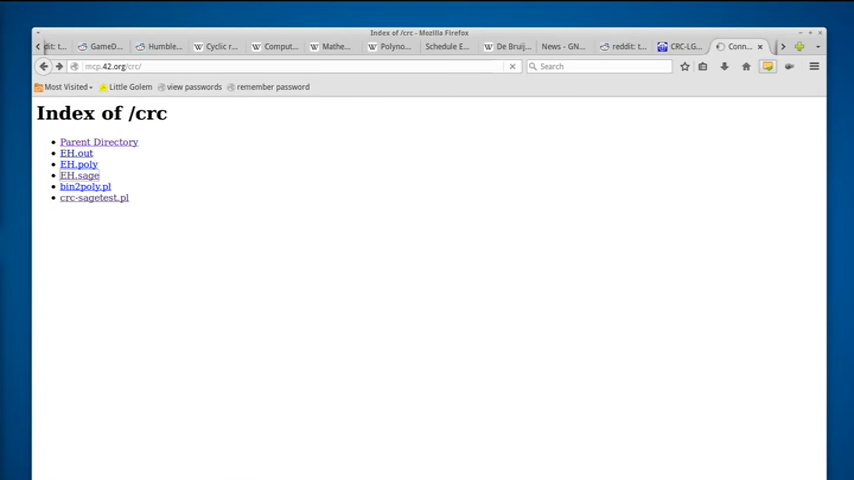 Index of /crc - Mozilla Firefox
dit: t... GameD... Humble... Cyclic r... Comput... Mathe... Polyno... Schedule E... De Bruij... News - GN... reddit: t... CRC-LG... Conn...
mcp.42.org/crc/ Search
Most Visited Little Golem view passwords remember password
Index of /crc
Parent Directory
EH.out
EH.poly
EH.sage
bin2poly.pl
crc-sagetest.pl